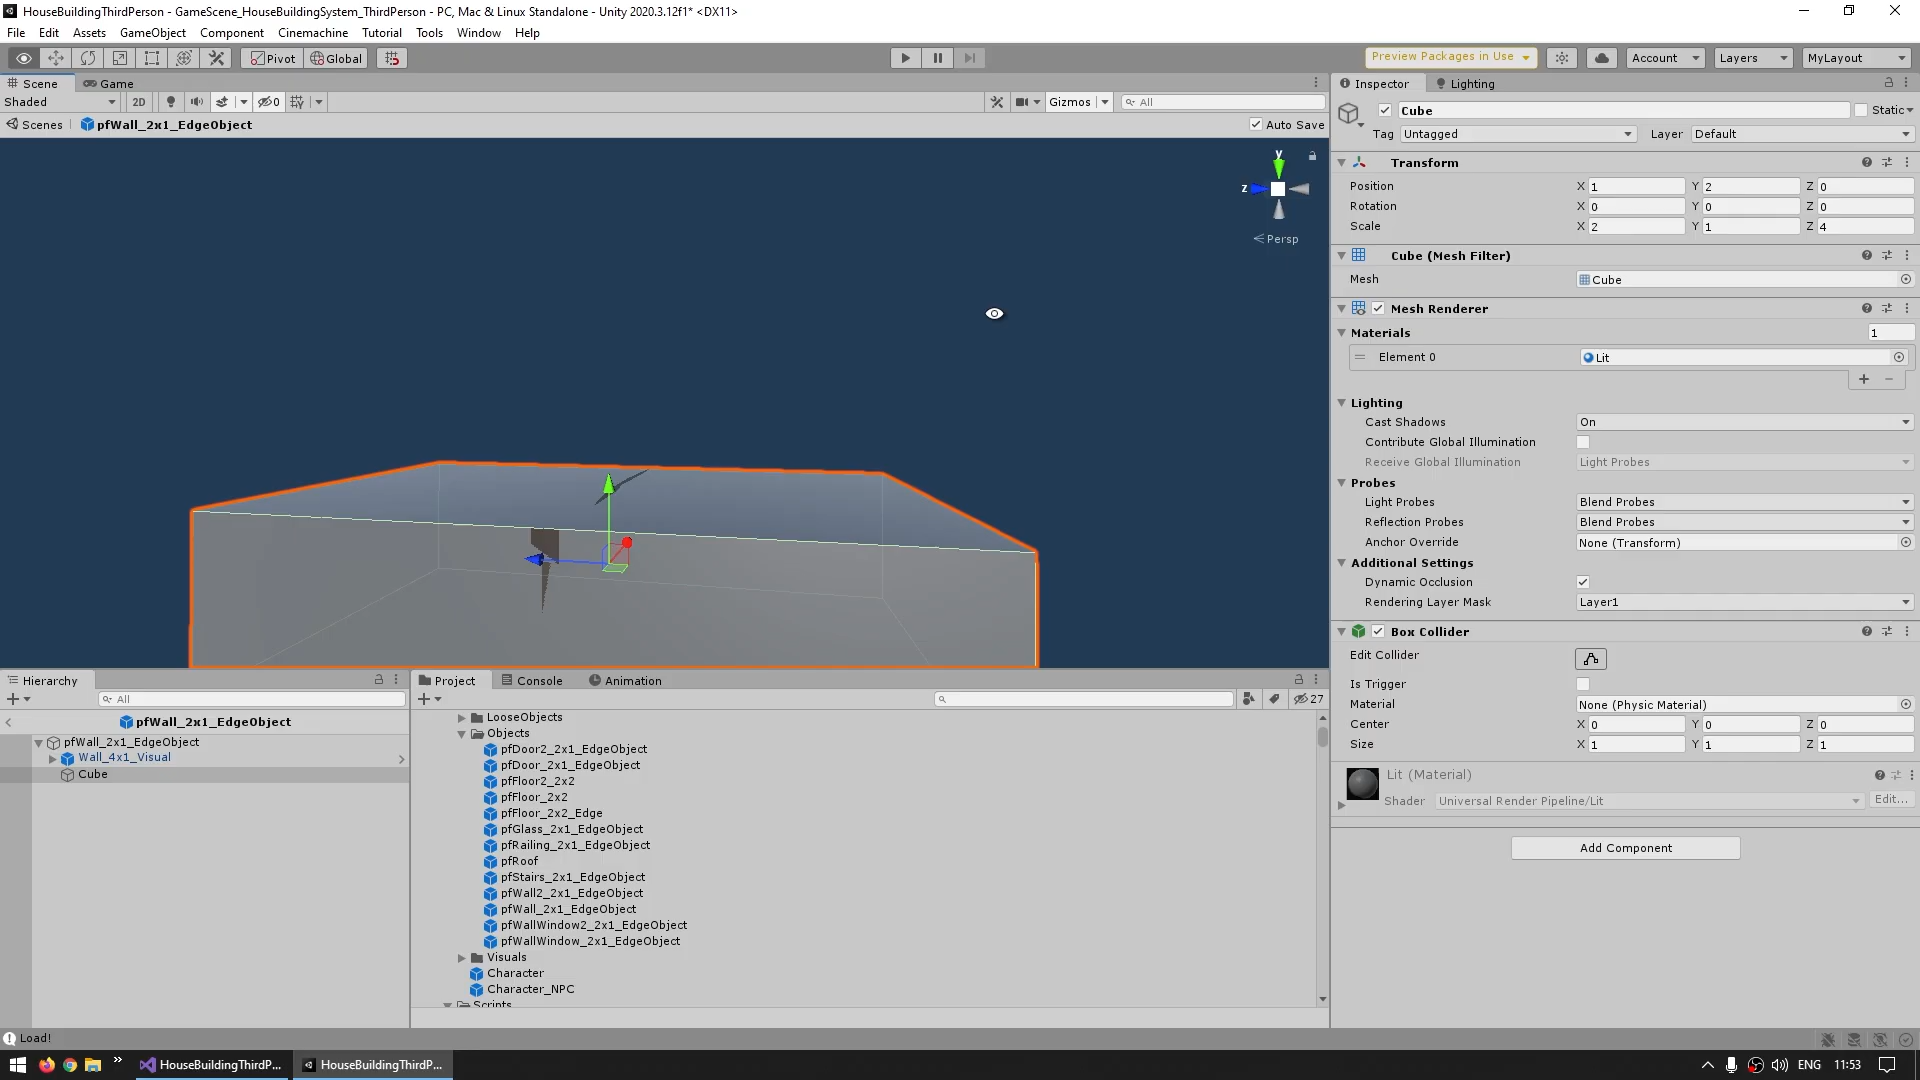 HouseBuildingThirdPerson - GameScene_HouseBuildingSystem_ThirdPerson - PC, Mac & Linux Standalone - Unity 2020.3.12f1* <DX11>
File Edit Assets GameObject Component Cinemachine Tutorial Tools Window Help
Pivot Global Preview Packages in Use Account Layers MyLayout
Scene Game
Shaded 2D 0 Gizmos All
Scenes pfWall_2x1_EdgeObject Auto Save
y
z
Persp
Inspector Lighting
Cube Static
Tag Untagged Layer Default
Transform
Position X 1 Y 2 Z 0
Rotation X 0 Y 0 Z 0
Scale X 2 Y 1 Z 4
Cube (Mesh Filter)
Mesh Cube
Mesh Renderer
Materials 1
Element 0 Lit
Lighting
Cast Shadows On
Contribute Global Illumination
Receive Global Illumination Light Probes
Probes
Light Probes Blend Probes
Reflection Probes Blend Probes
Anchor Override None (Transform)
Additional Settings
Dynamic Occlusion
Rendering Layer Mask Layer1
Box Collider
Edit Collider
Is Trigger
Material None (Physic Material)
Center X 0 Y 0 Z 0
Size X 1 Y 1 Z 1
Lit (Material)
Shader Universal Render Pipeline/Lit Edit...
Add Component
Hierarchy
All
pfWall_2x1_EdgeObject
pfWall_2x1_EdgeObject
Wall_4x1_Visual
Cube
Project Console Animation
27
LooseObjects
Objects
pfDoor2_2x1_EdgeObject
pfDoor_2x1_EdgeObject
pfFloor2_2x2
pfFloor_2x2
pfFloor_2x2_Edge
pfGlass_2x1_EdgeObject
pfRailing_2x1_EdgeObject
pfRoof
pfStairs_2x1_EdgeObject
pfWall2_2x1_EdgeObject
pfWall_2x1_EdgeObject
pfWallWindow2_2x1_EdgeObject
pfWallWindow_2x1_EdgeObject
Visuals
Character
Character_NPC
Scripts
Load!
HouseBuildingThirdP... HouseBuildingThirdP... ENG 11:53